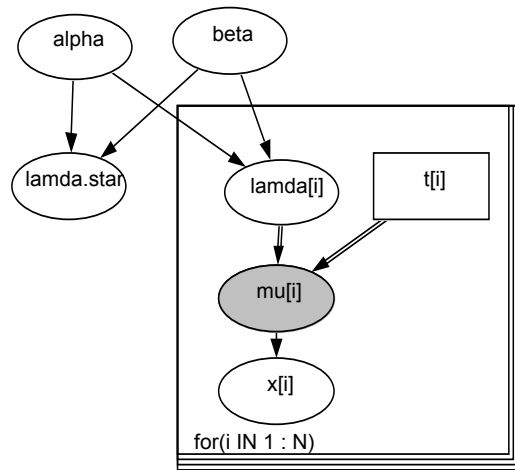 alpha
beta
lamda.star
lamda[i]
t[i]
mu[i]
x[i]
for(i IN 1 : N)